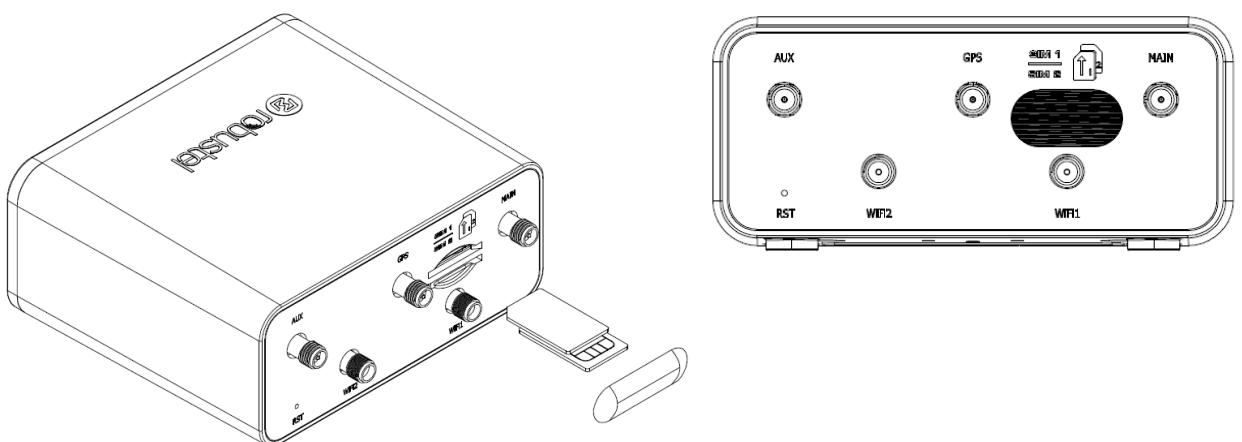 robustel
MAIN
SIM 1
SIM 2
1
2
GPS
WIFI1
AUX
WIFI2
RST
AUX
GPS
SIM 1
SIM 2
1
2
MAIN
RST
WIFI2
WIFI1